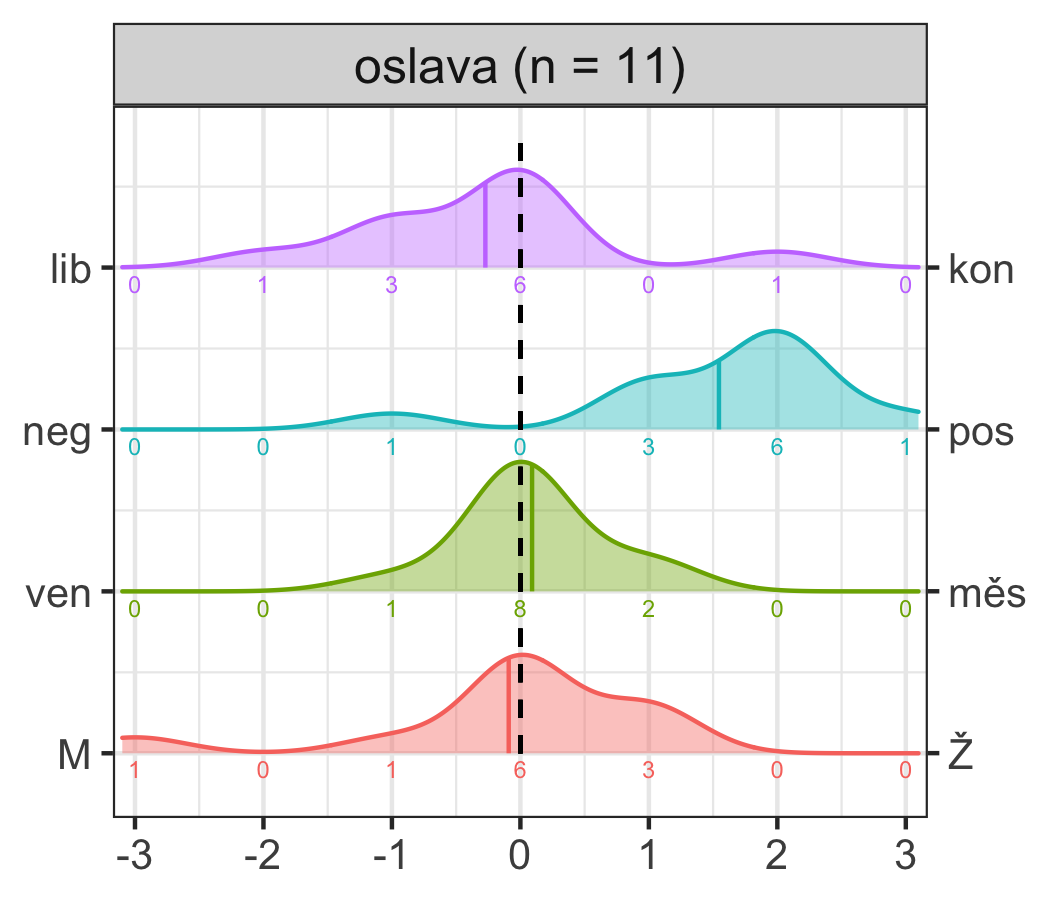 oslava (n = 11)
lib kon
0 1 3 6 0 1 0
neg pos
0 0 1 0 3 6 1
ven měs
0 0 1 8 2 0 0
M Ž
1 0 1 6 3 0 0
-3 -2 -1 0 1 2 3